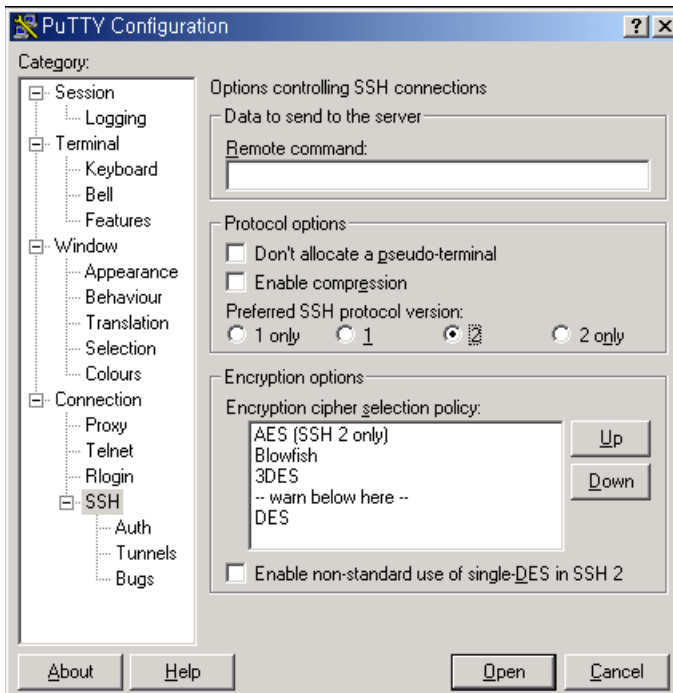 PuTTY Configuration
Category:
Session
Logging
Terminal
Keyboard
Bell
Features
Window
Appearance
Behaviour
Translation
Selection
Colours
Connection
Proxy
Telnet
Rlogin
SSH
Auth
Tunnels
Bugs
Options controlling SSH connections
Data to send to the server
Remote command:
Protocol options
Don't allocate a pseudo-terminal
Enable compression
Preferred SSH protocol version:
1 only 1 2 2 only
Encryption options
Encryption cipher selection policy:
AES (SSH 2 only)
Blowfish
3DES
-- warn below here --
DES
Up
Down
Enable non-standard use of single-DES in SSH 2
About Help Open Cancel